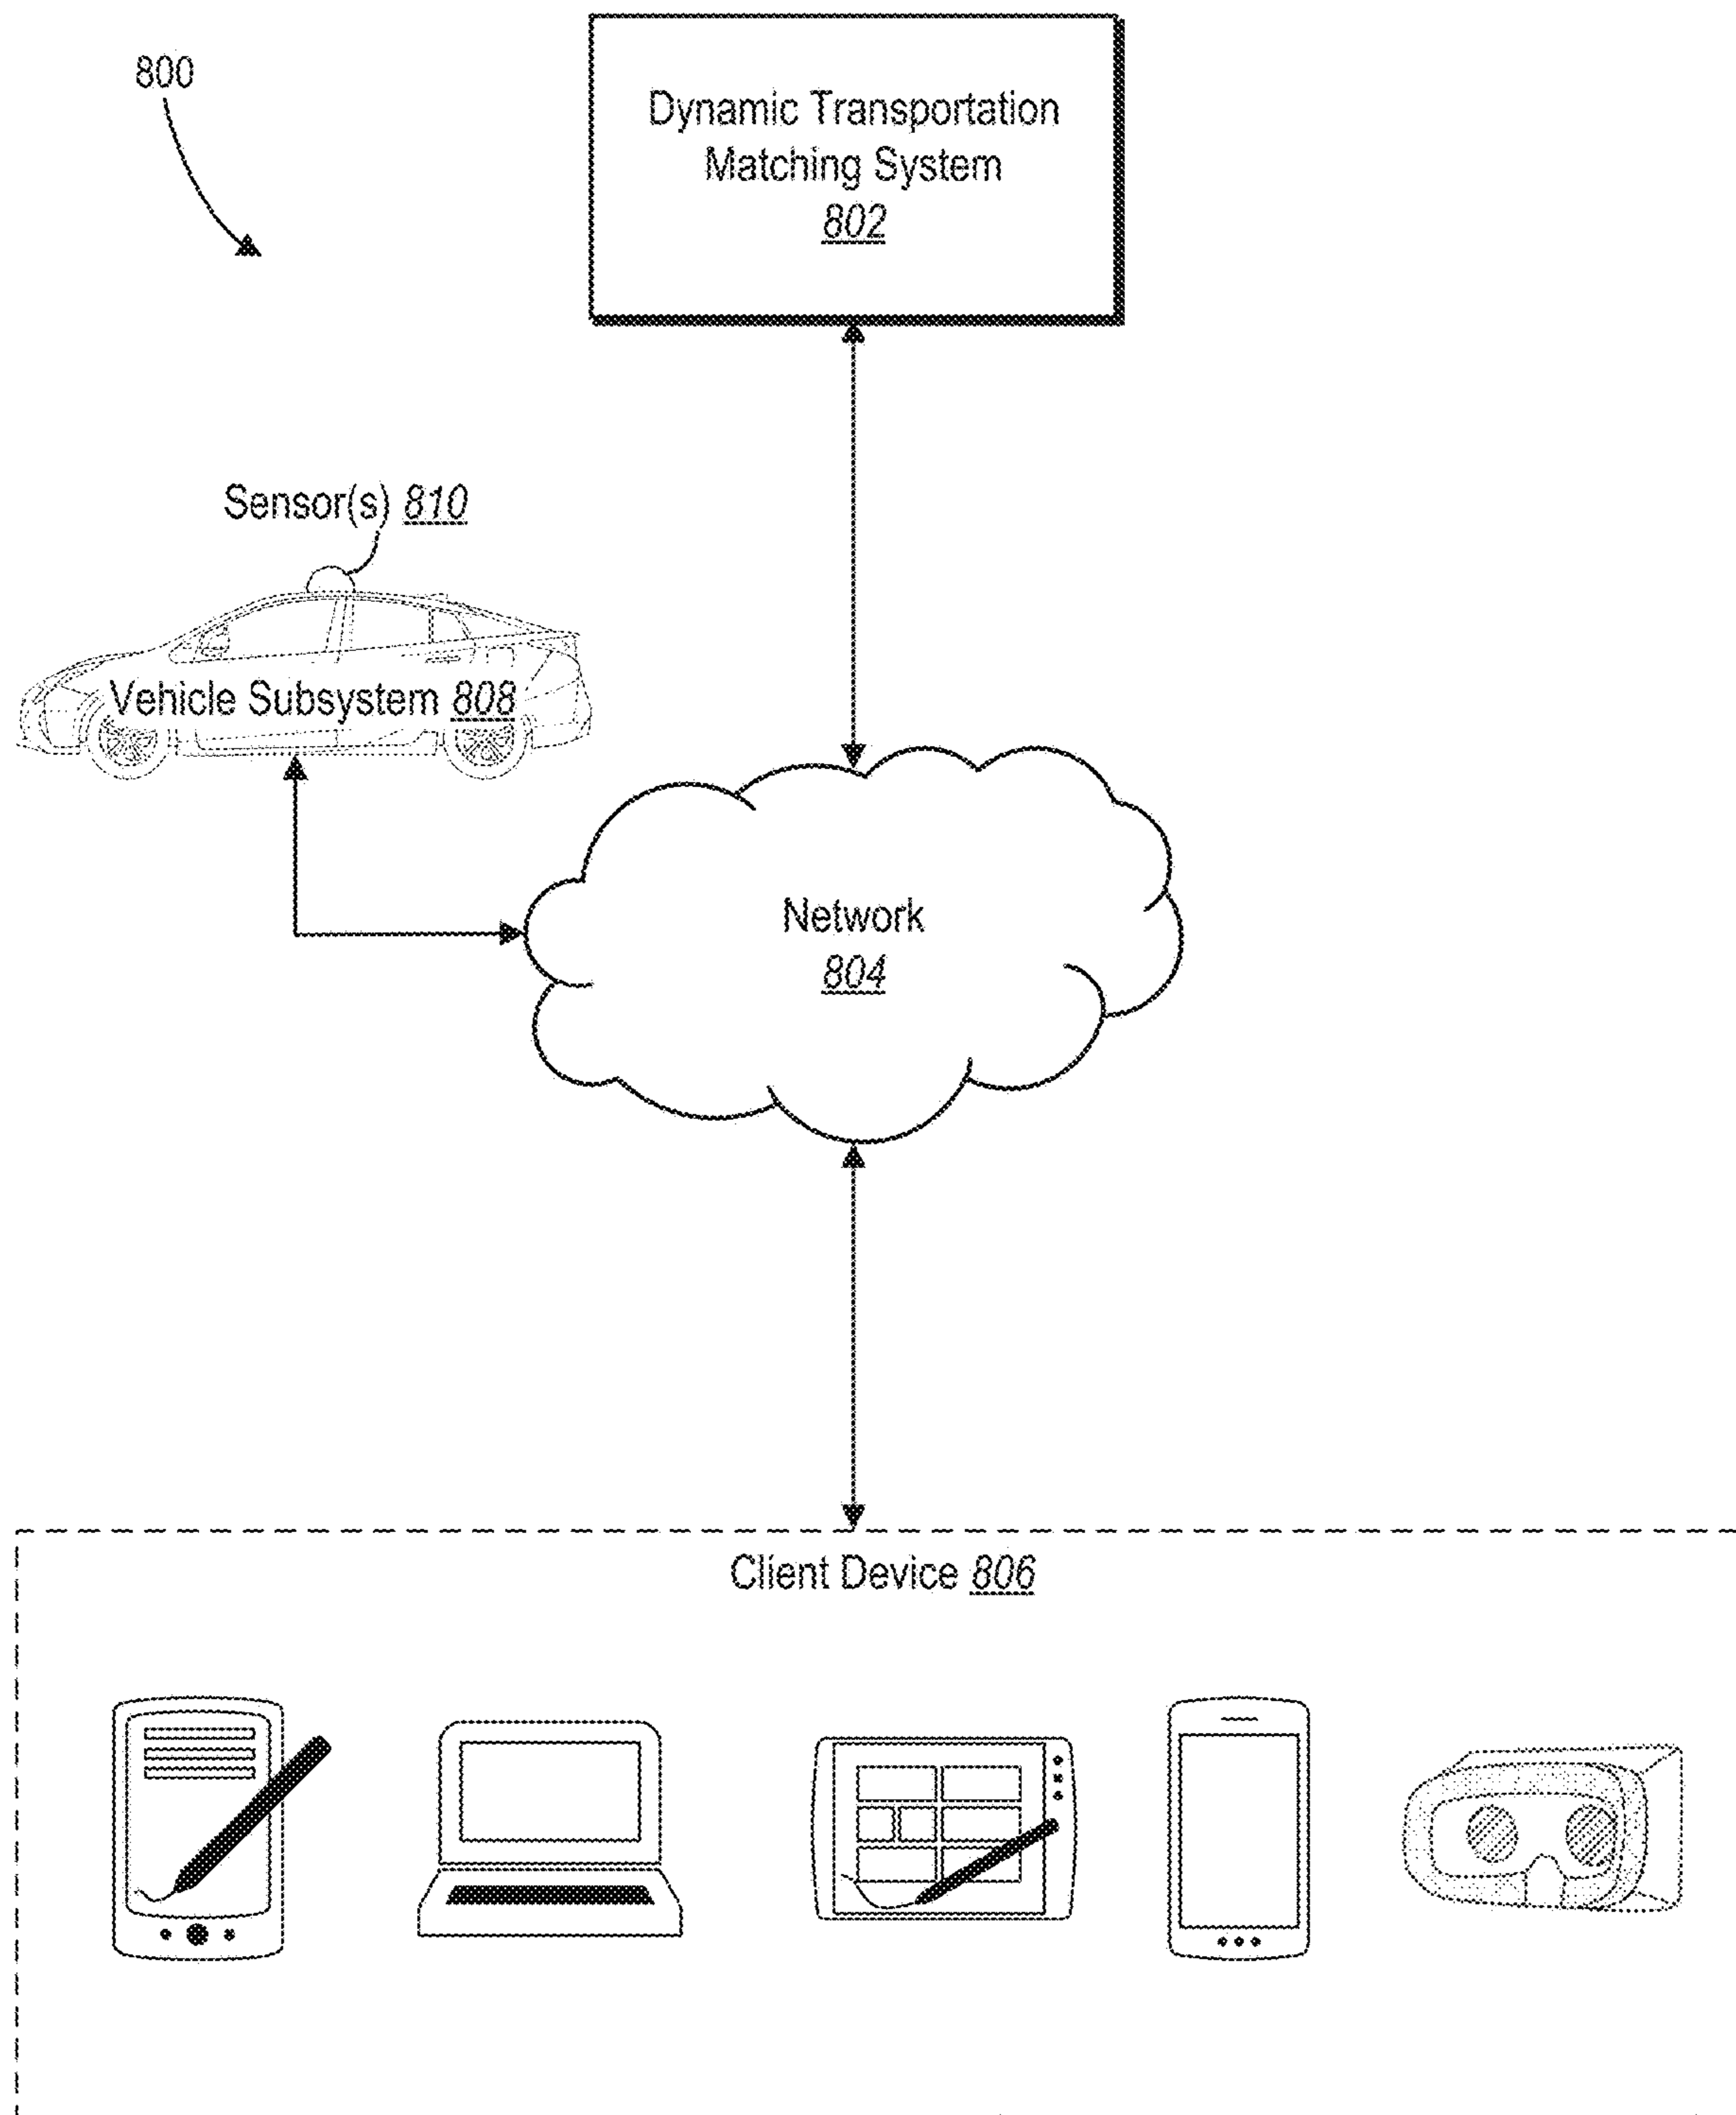 800
Dynamic Transportation
Matching System
802
Sensor(s) 810
Vehicle Subsystem 808
Network
804
Client Device 806